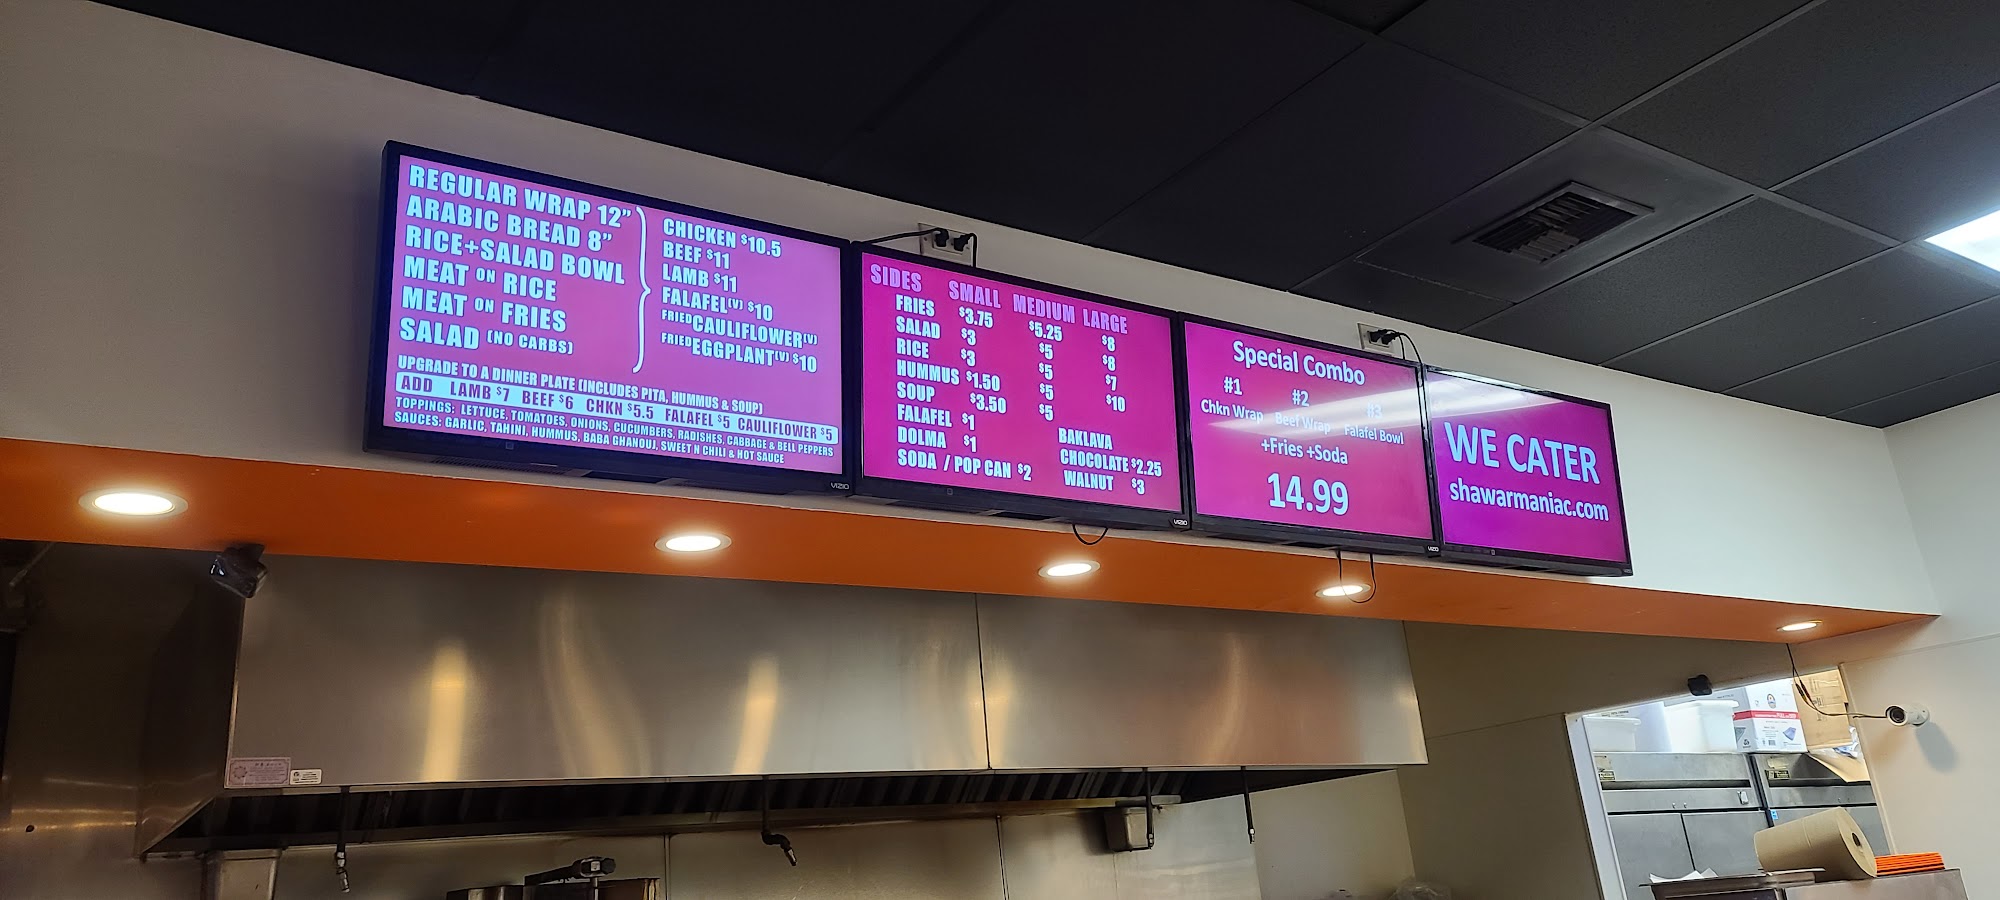 REGULAR WRAP 12”
ARABIC BREAD 8”
RICE+SALAD BOWL
MEAT ON RICE
MEAT ON FRIES
SALAD (NO CARBS)
CHICKEN $10.5
BEEF $11
LAMB $11
FALAFEL(V) $10
FRIED CAULIFLOWER(V)
FRIED EGGPLANT(V) $10
UPGRADE TO A DINNER PLATE (INCLUDES PITA, HUMMUS & SOUP)
ADD LAMB $7 BEEF $6 CHKN $5.5 FALAFEL $5 CAULIFLOWER $5
TOPPINGS: LETTUCE, TOMATOES, ONIONS, CUCUMBERS, RADISHES, CABBAGE & BELL PEPPERS
SAUCES: GARLIC, TAHINI, HUMMUS, BABA GHANOUJ, SWEET N CHILI & HOT SAUCE
VIZIO
SIDES SMALL MEDIUM LARGE
FRIES $3.75 $5.25 $8
SALAD $3 $5 $8
RICE $3 $5 $7
HUMMUS $1.50 $5 $10
SOUP $3.50 $5
FALAFEL $1
DOLMA $1
SODA / POP CAN $2
BAKLAVA
CHOCOLATE $2.25
WALNUT $3
VIZIO
Special Combo
#1 #2 #3
Chkn Wrap Beef Wrap Falafel Bowl
+Fries +Soda
14.99
VIZIO
WE CATER
shawarmaniac.com